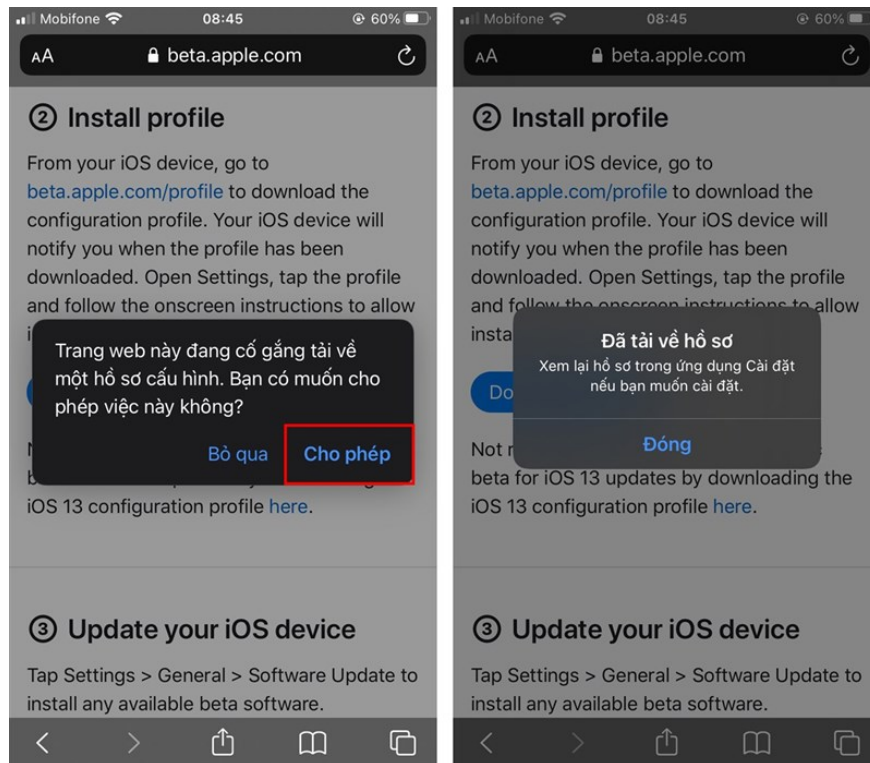 Mobifone 08:45 60%
AA beta.apple.com
2 Install profile
From your iOS device, go to
beta.apple.com/profile to download the
configuration profile. Your iOS device will
notify you when the profile has been
downloaded. Open Settings, tap the profile
and follow the onscreen instructions to allow
Trang web này đang cố gắng tải về
một hồ sơ cấu hình. Bạn có muốn cho
phép việc này không?
Bỏ qua Cho phép
iOS 13 configuration profile here.
3 Update your iOS device
Tap Settings > General > Software Update to
install any available beta software.
Mobifone 08:45 60%
AA beta.apple.com
2 Install profile
From your iOS device, go to
beta.apple.com/profile to download the
configuration profile. Your iOS device will
notify you when the profile has been
downloaded. Open Settings, tap the profile
and follow the onscreen instructions to allow
insta
Đã tải về hồ sơ
Xem lại hồ sơ trong ứng dụng Cài đặt
nếu bạn muốn cài đặt.
Do
Đóng
Not
beta for iOS 13 updates by downloading the
iOS 13 configuration profile here.
3 Update your iOS device
Tap Settings > General > Software Update to
install any available beta software.